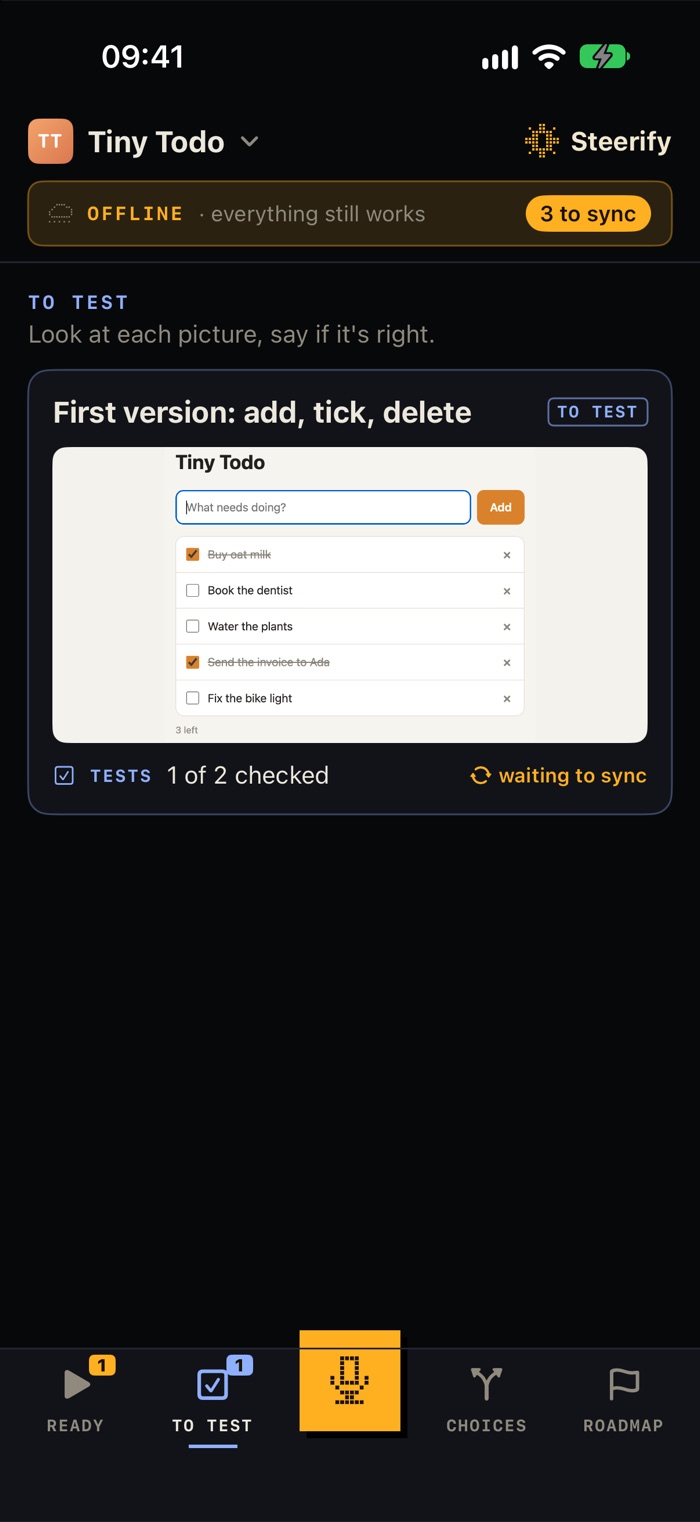 09:41
TT Tiny Todo
Steerify
OFFLINE · everything still works
3 to sync
TO TEST
Look at each picture, say if it's right.
First version: add, tick, delete
TO TEST
Tiny Todo
What needs doing?
Add
Buy oat milk ×
Book the dentist ×
Water the plants ×
Send the invoice to Ada ×
Fix the bike light ×
3 left
TESTS 1 of 2 checked
waiting to sync
1
1
READY
TO TEST
CHOICES
ROADMAP